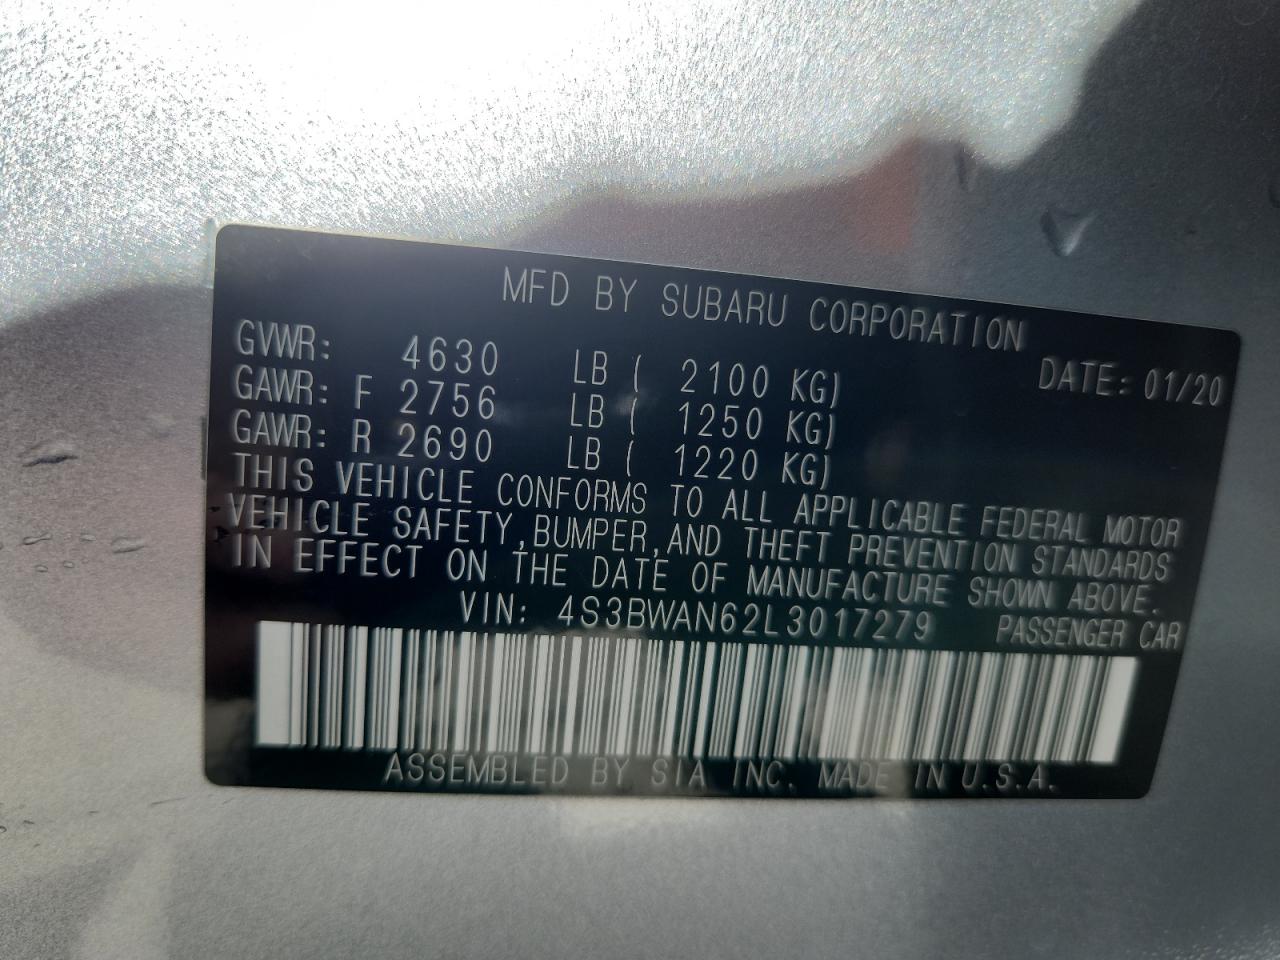 MFD BY SUBARU CORPORATION
GVWR: 4630 LB ( 2100 KG) DATE: 01/20
GAWR: F 2756 LB ( 1250 KG)
GAWR: R 2690 LB ( 1220 KG)
THIS VEHICLE CONFORMS TO ALL APPLICABLE FEDERAL MOTOR
VEHICLE SAFETY, BUMPER, AND THEFT PREVENTION STANDARDS
IN EFFECT ON THE DATE OF MANUFACTURE SHOWN ABOVE.
VIN: 4S3BWAN62L3017279 PASSENGER CAR
ASSEMBLED BY SIA INC. MADE IN U.S.A.